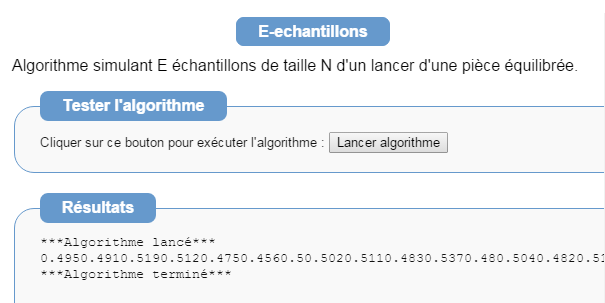 E-echantillons
Algorithme simulant E échantillons de taille N d'un lancer d'une pièce équilibrée.
Tester l'algorithme
Cliquer sur ce bouton pour exécuter l'algorithme : Lancer algorithme
Résultats
***Algorithme lancé***
0.4950.4910.5190.5120.4750.4560.50.5020.5110.4830.5370.480.5040.4820.51
***Algorithme terminé***